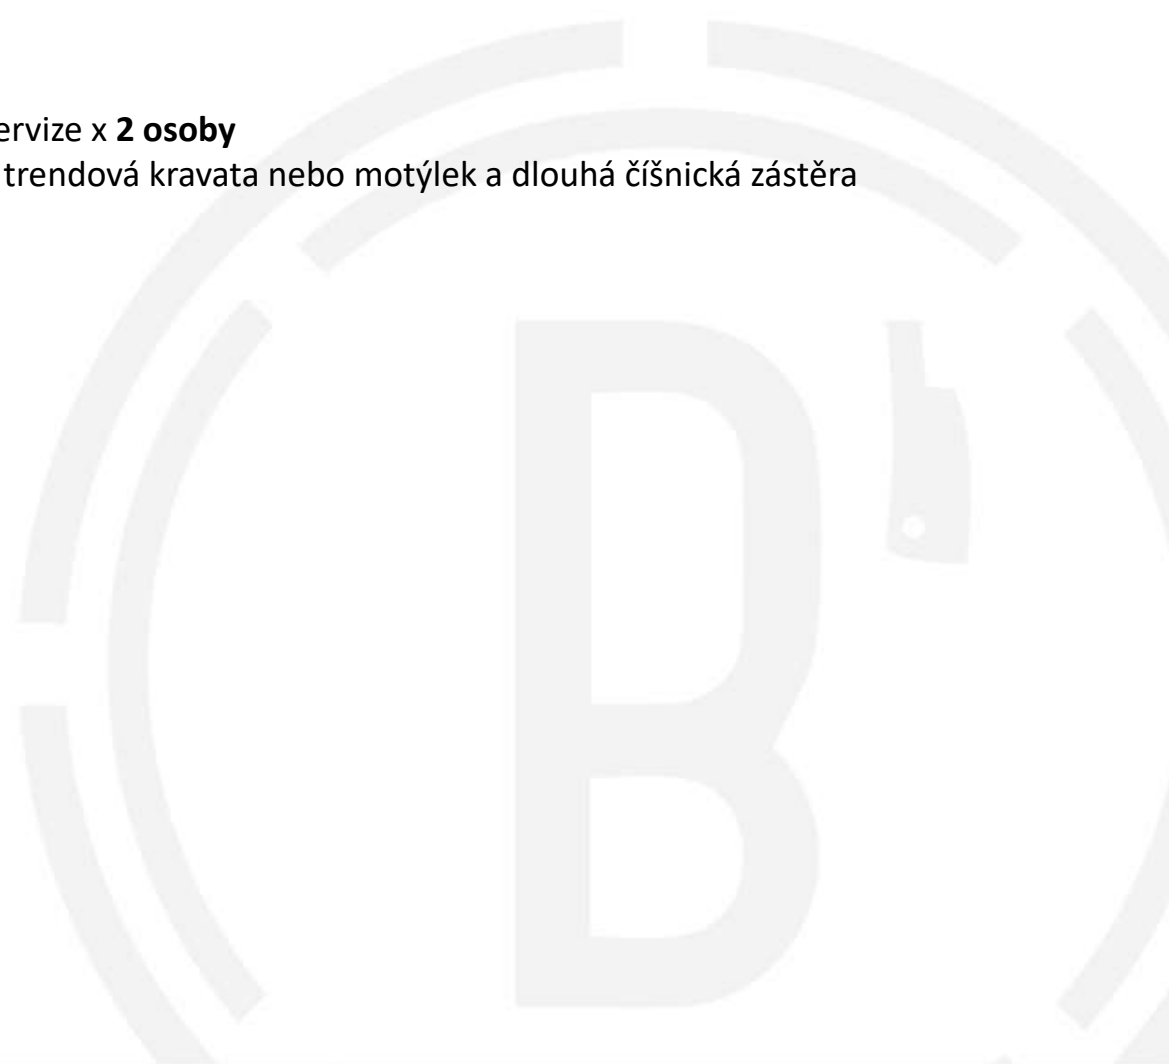 ervize x 2 osoby
trendová kravata nebo motýlek a dlouhá číšnická zástěra
B'